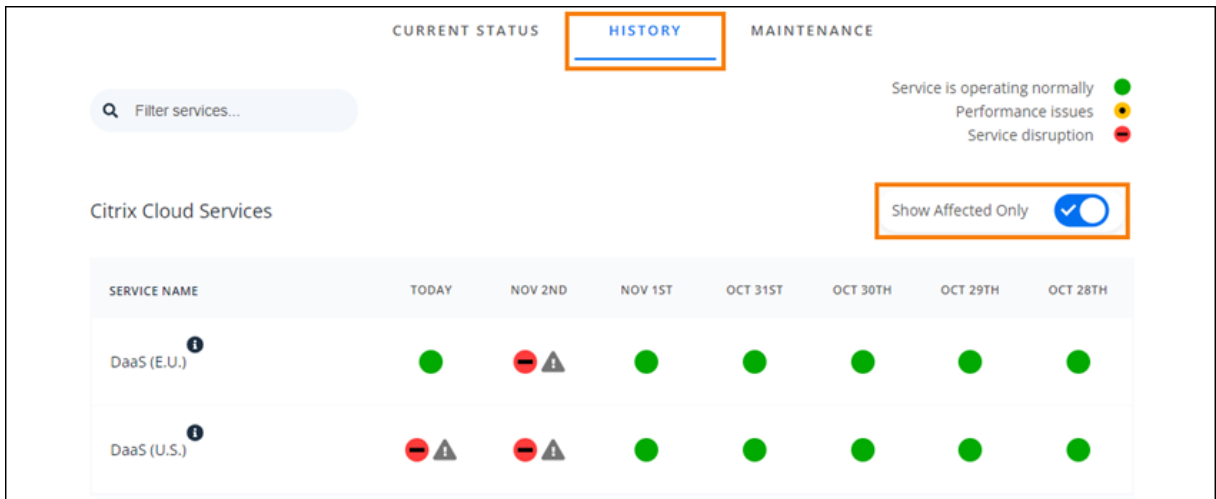 CURRENT STATUS HISTORY MAINTENANCE
Filter services...
Service is operating normally
Performance issues
Service disruption
Citrix Cloud Services
Show Affected Only
SERVICE NAME TODAY NOV 2ND NOV 1ST OCT 31ST OCT 30TH OCT 29TH OCT 28TH
DaaS (E.U.)
DaaS (U.S.)